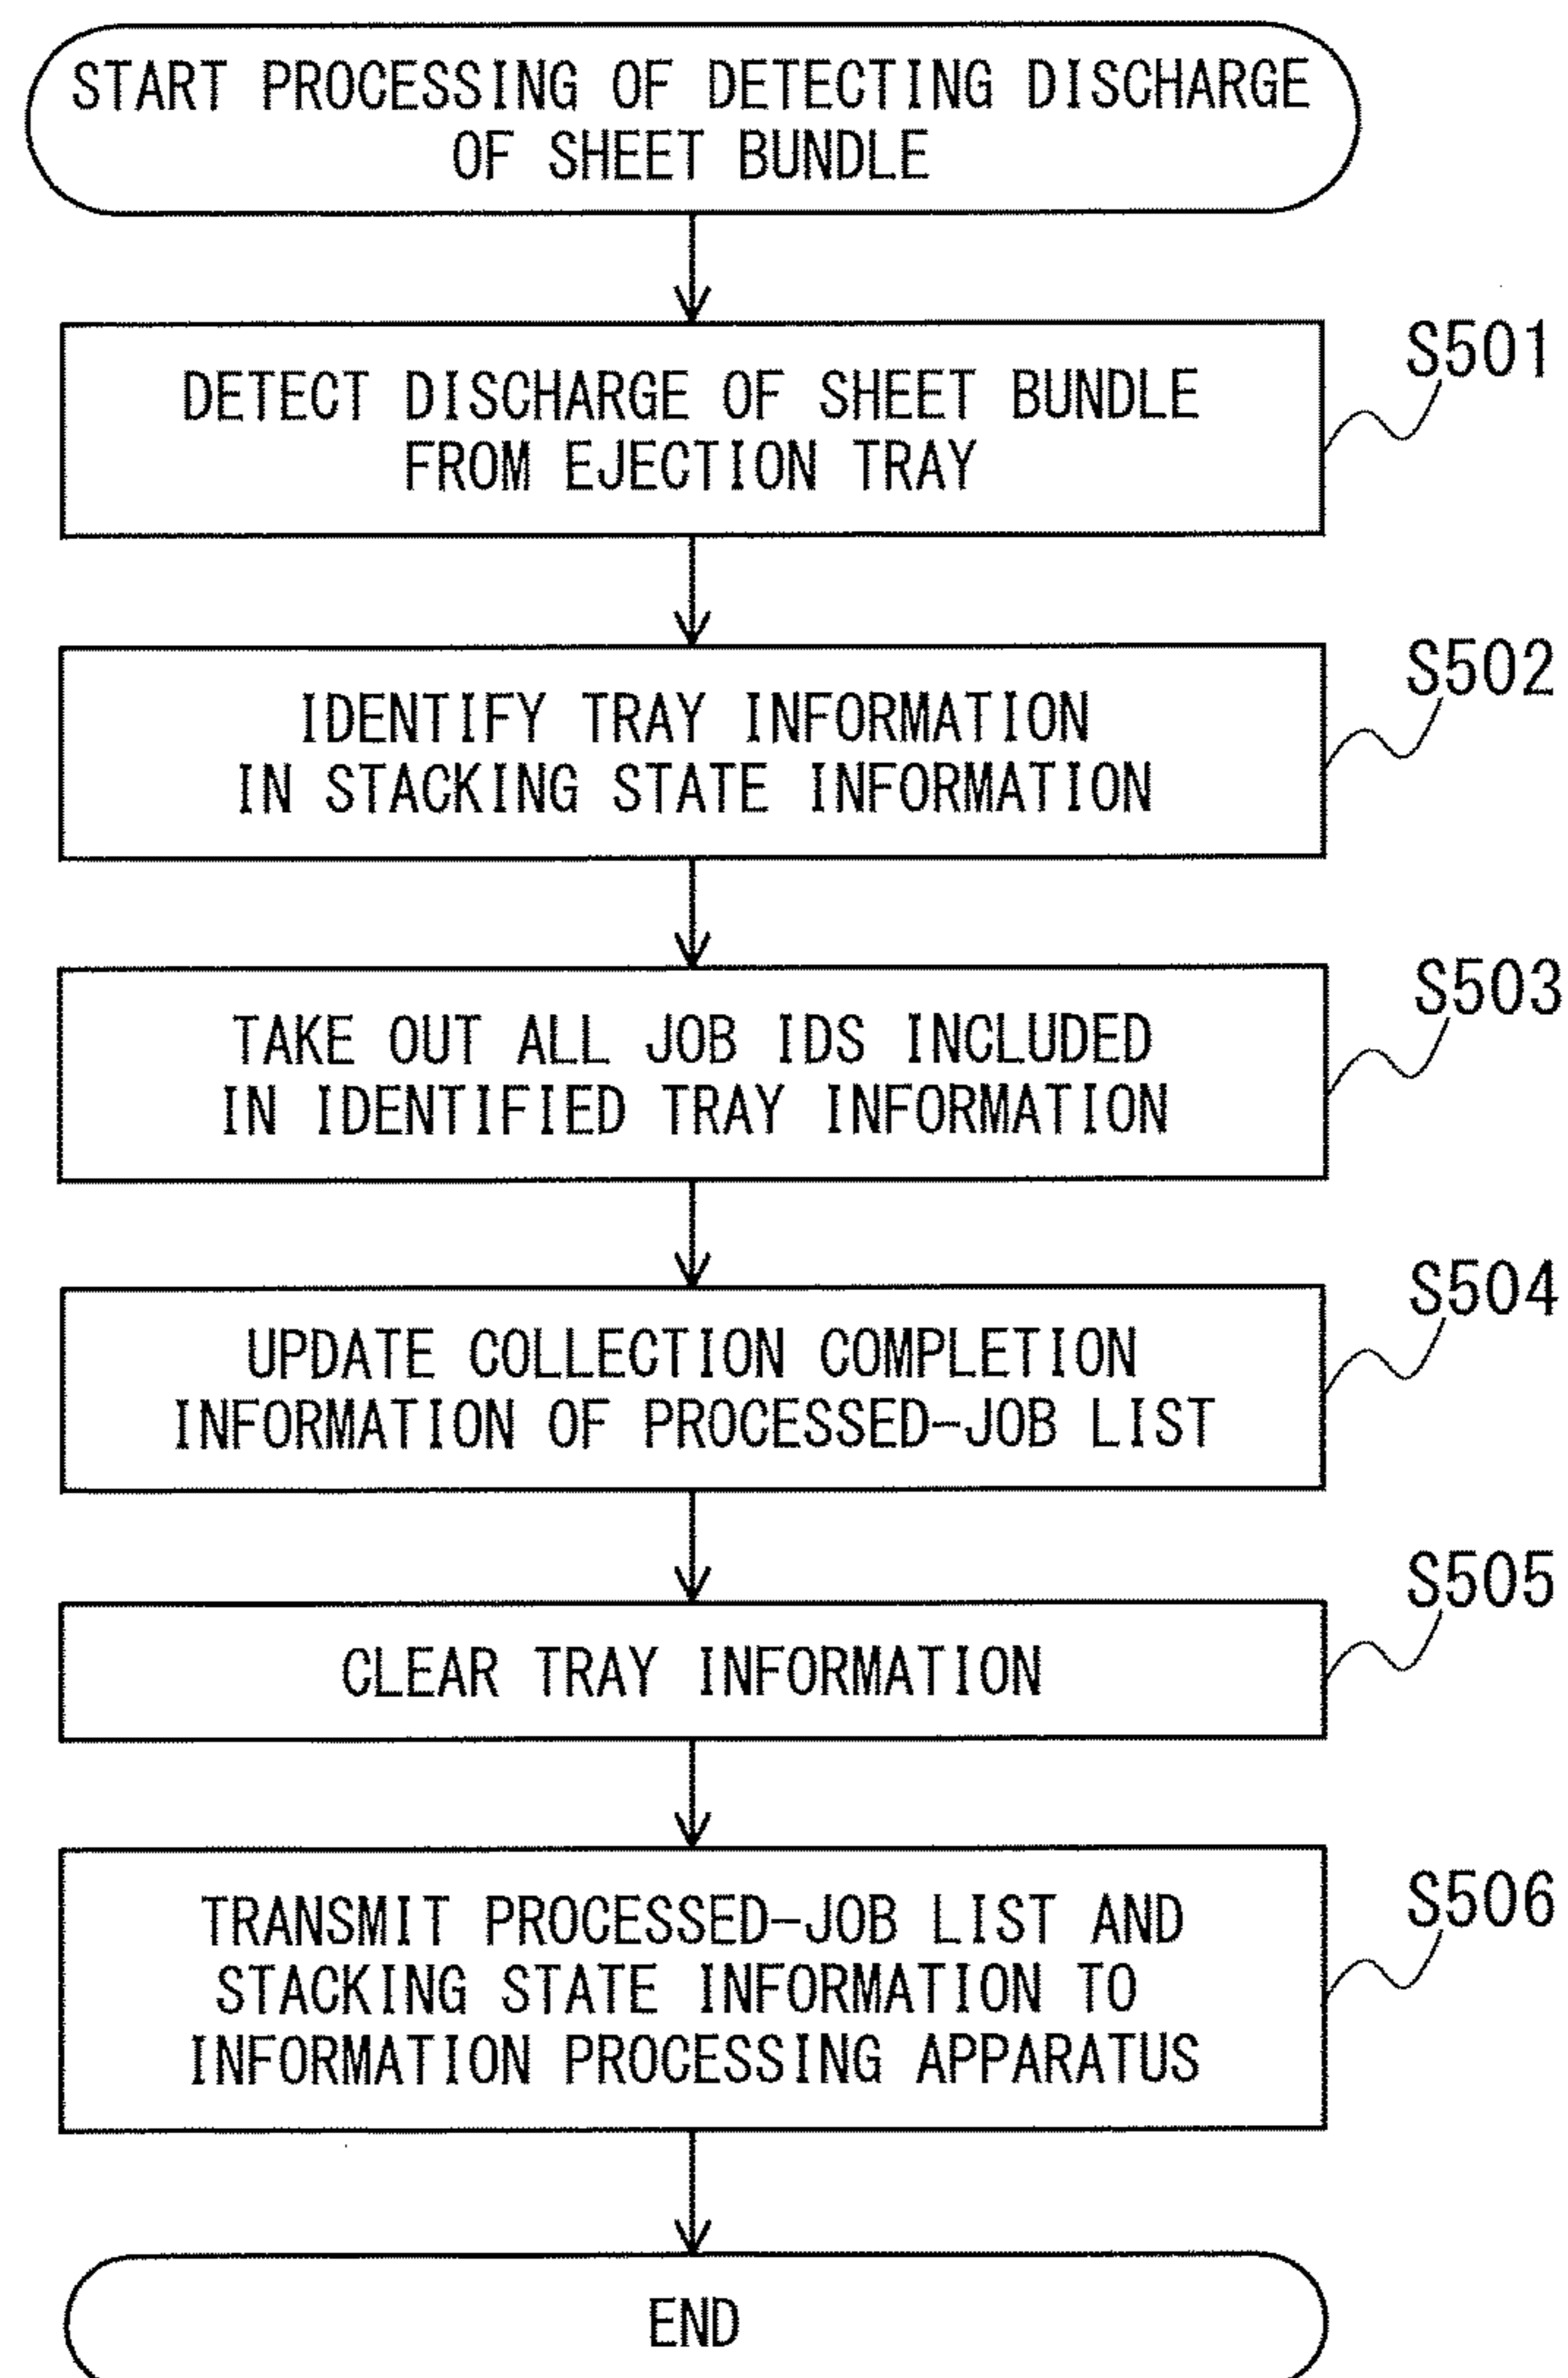 START PROCESSING OF DETECTING DISCHARGE
OF SHEET BUNDLE
DETECT DISCHARGE OF SHEET BUNDLE
FROM EJECTION TRAY
S501
IDENTIFY TRAY INFORMATION
IN STACKING STATE INFORMATION
S502
TAKE OUT ALL JOB IDS INCLUDED
IN IDENTIFIED TRAY INFORMATION
S503
UPDATE COLLECTION COMPLETION
INFORMATION OF PROCESSED-JOB LIST
S504
CLEAR TRAY INFORMATION
S505
TRANSMIT PROCESSED-JOB LIST AND
STACKING STATE INFORMATION TO
INFORMATION PROCESSING APPARATUS
S506
END